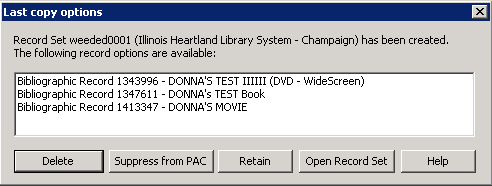 Last copy options
Record Set weeded0001 (Illinois Heartland Library System - Champaign) has been created.
The following record options are available:
Bibliographic Record 1343996 - DONNA'S TEST IIIIII (DVD - WideScreen)
Bibliographic Record 1347611 - DONNA'S TEST Book
Bibliographic Record 1413347 - DONNA'S MOVIE
Delete Suppress from PAC Retain Open Record Set Help